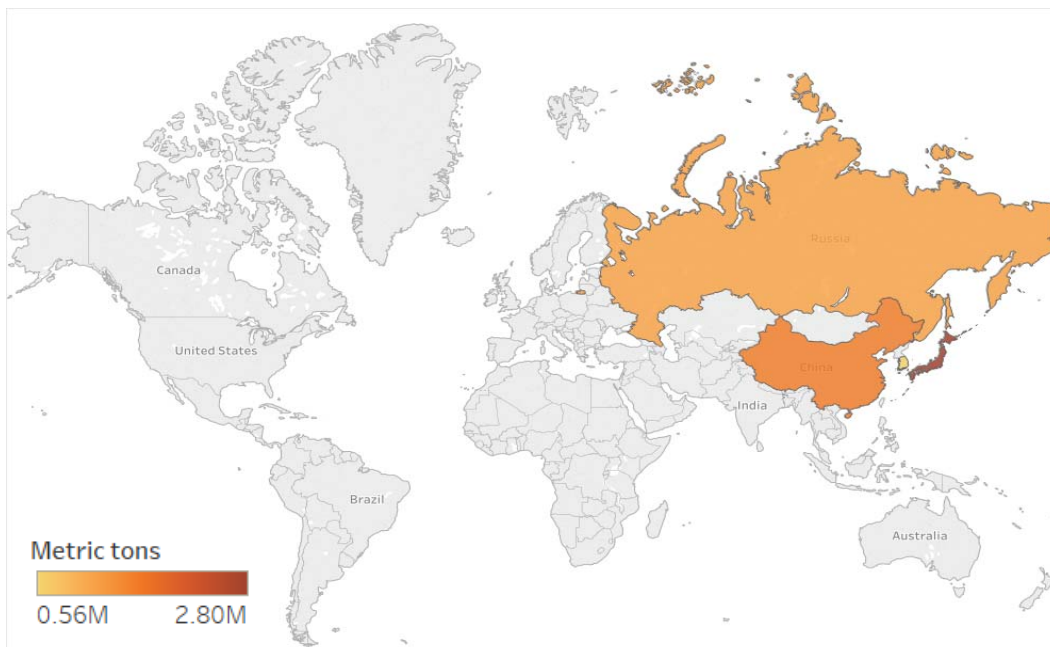 Russia
Canada
United States
China
India
Brazil
Australia
Metric tons
0.56M 2.80M